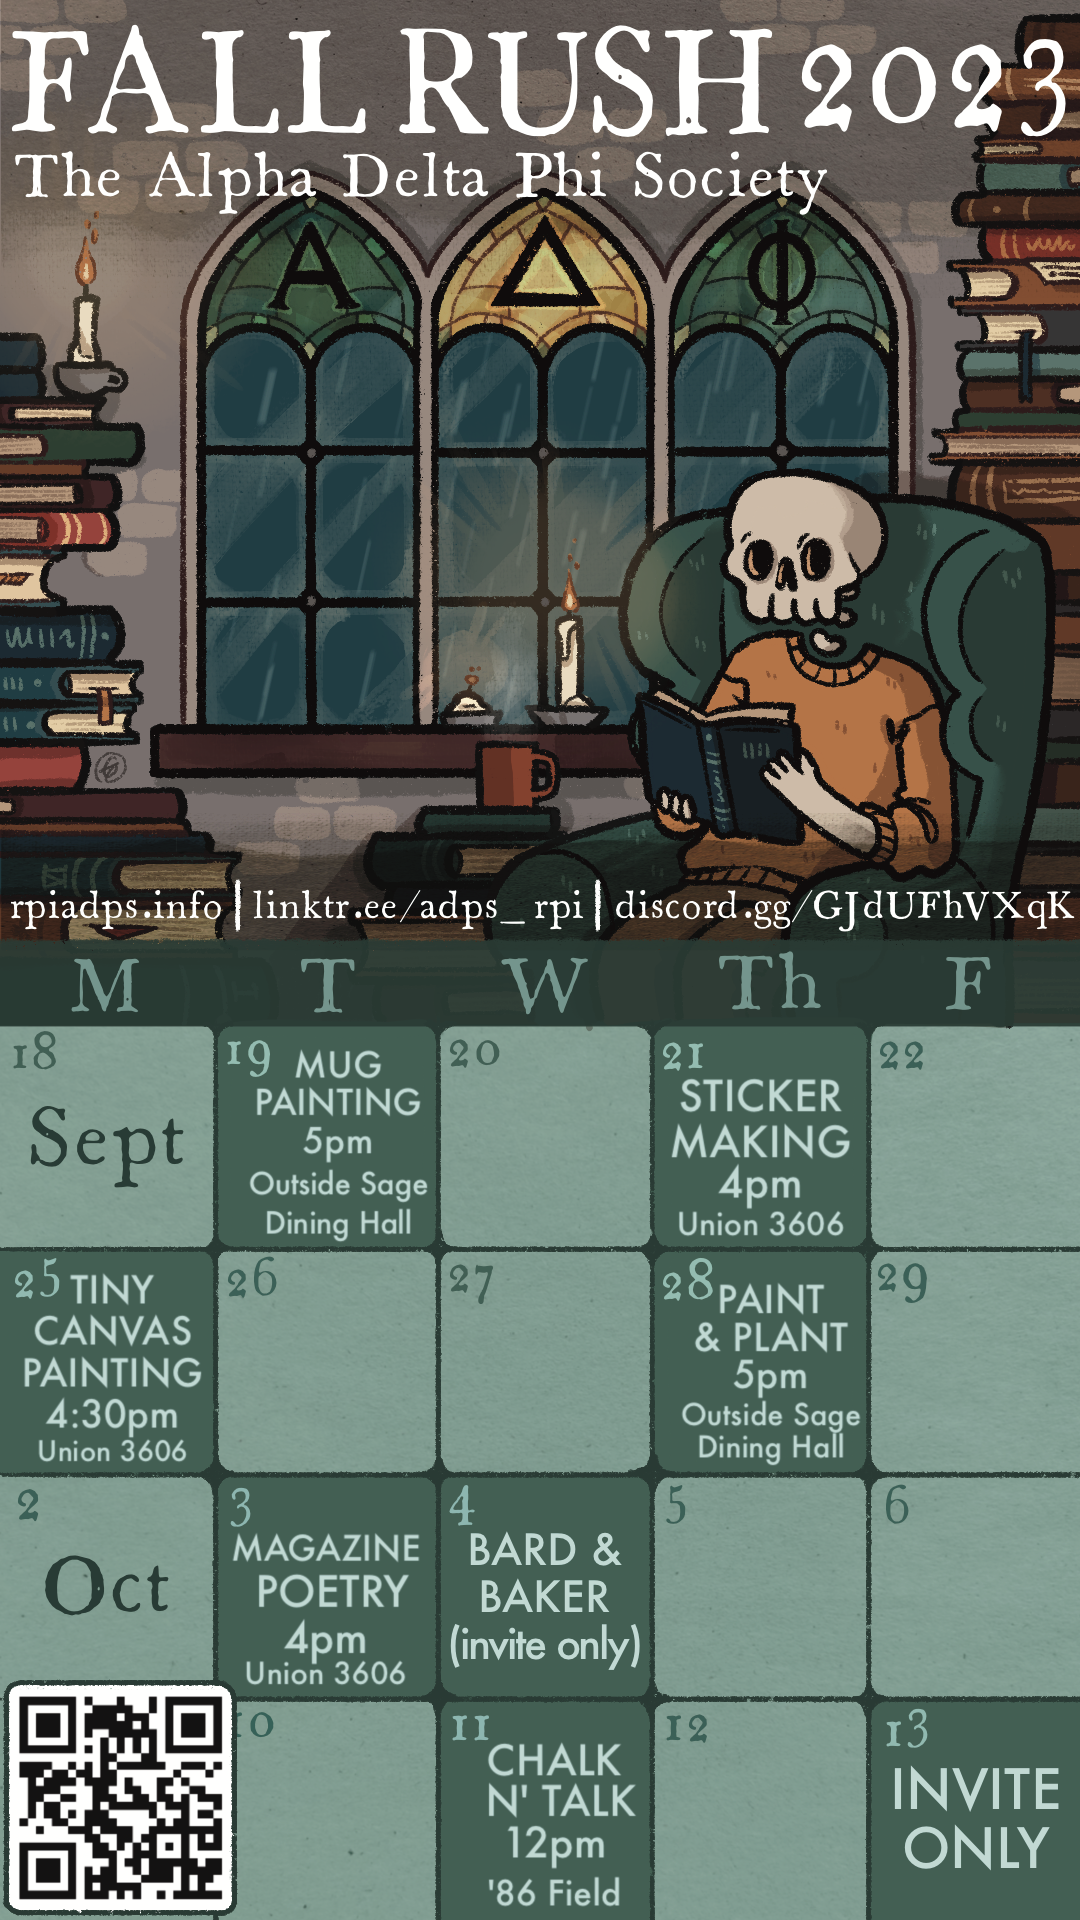 FALL RUSH 2023
The Alpha Delta Phi Society
Α Δ Φ
rpiadps.info | linktr.ee/adps_rpi | discord.gg/GJdUFhVXqK
M T W Th F
18
Sept
19 MUG
PAINTING
5pm
Outside Sage
Dining Hall
20
21
STICKER
MAKING
4pm
Union 3606
22
25 TINY
CANVAS
PAINTING
4:30pm
Union 3606
26
27
28 PAINT
& PLANT
5pm
Outside Sage
Dining Hall
29
2
Oct
3
MAGAZINE
POETRY
4pm
Union 3606
4
BARD &
BAKER
(invite only)
5
6
10
11
CHALK
N' TALK
12pm
'86 Field
12
13
INVITE
ONLY